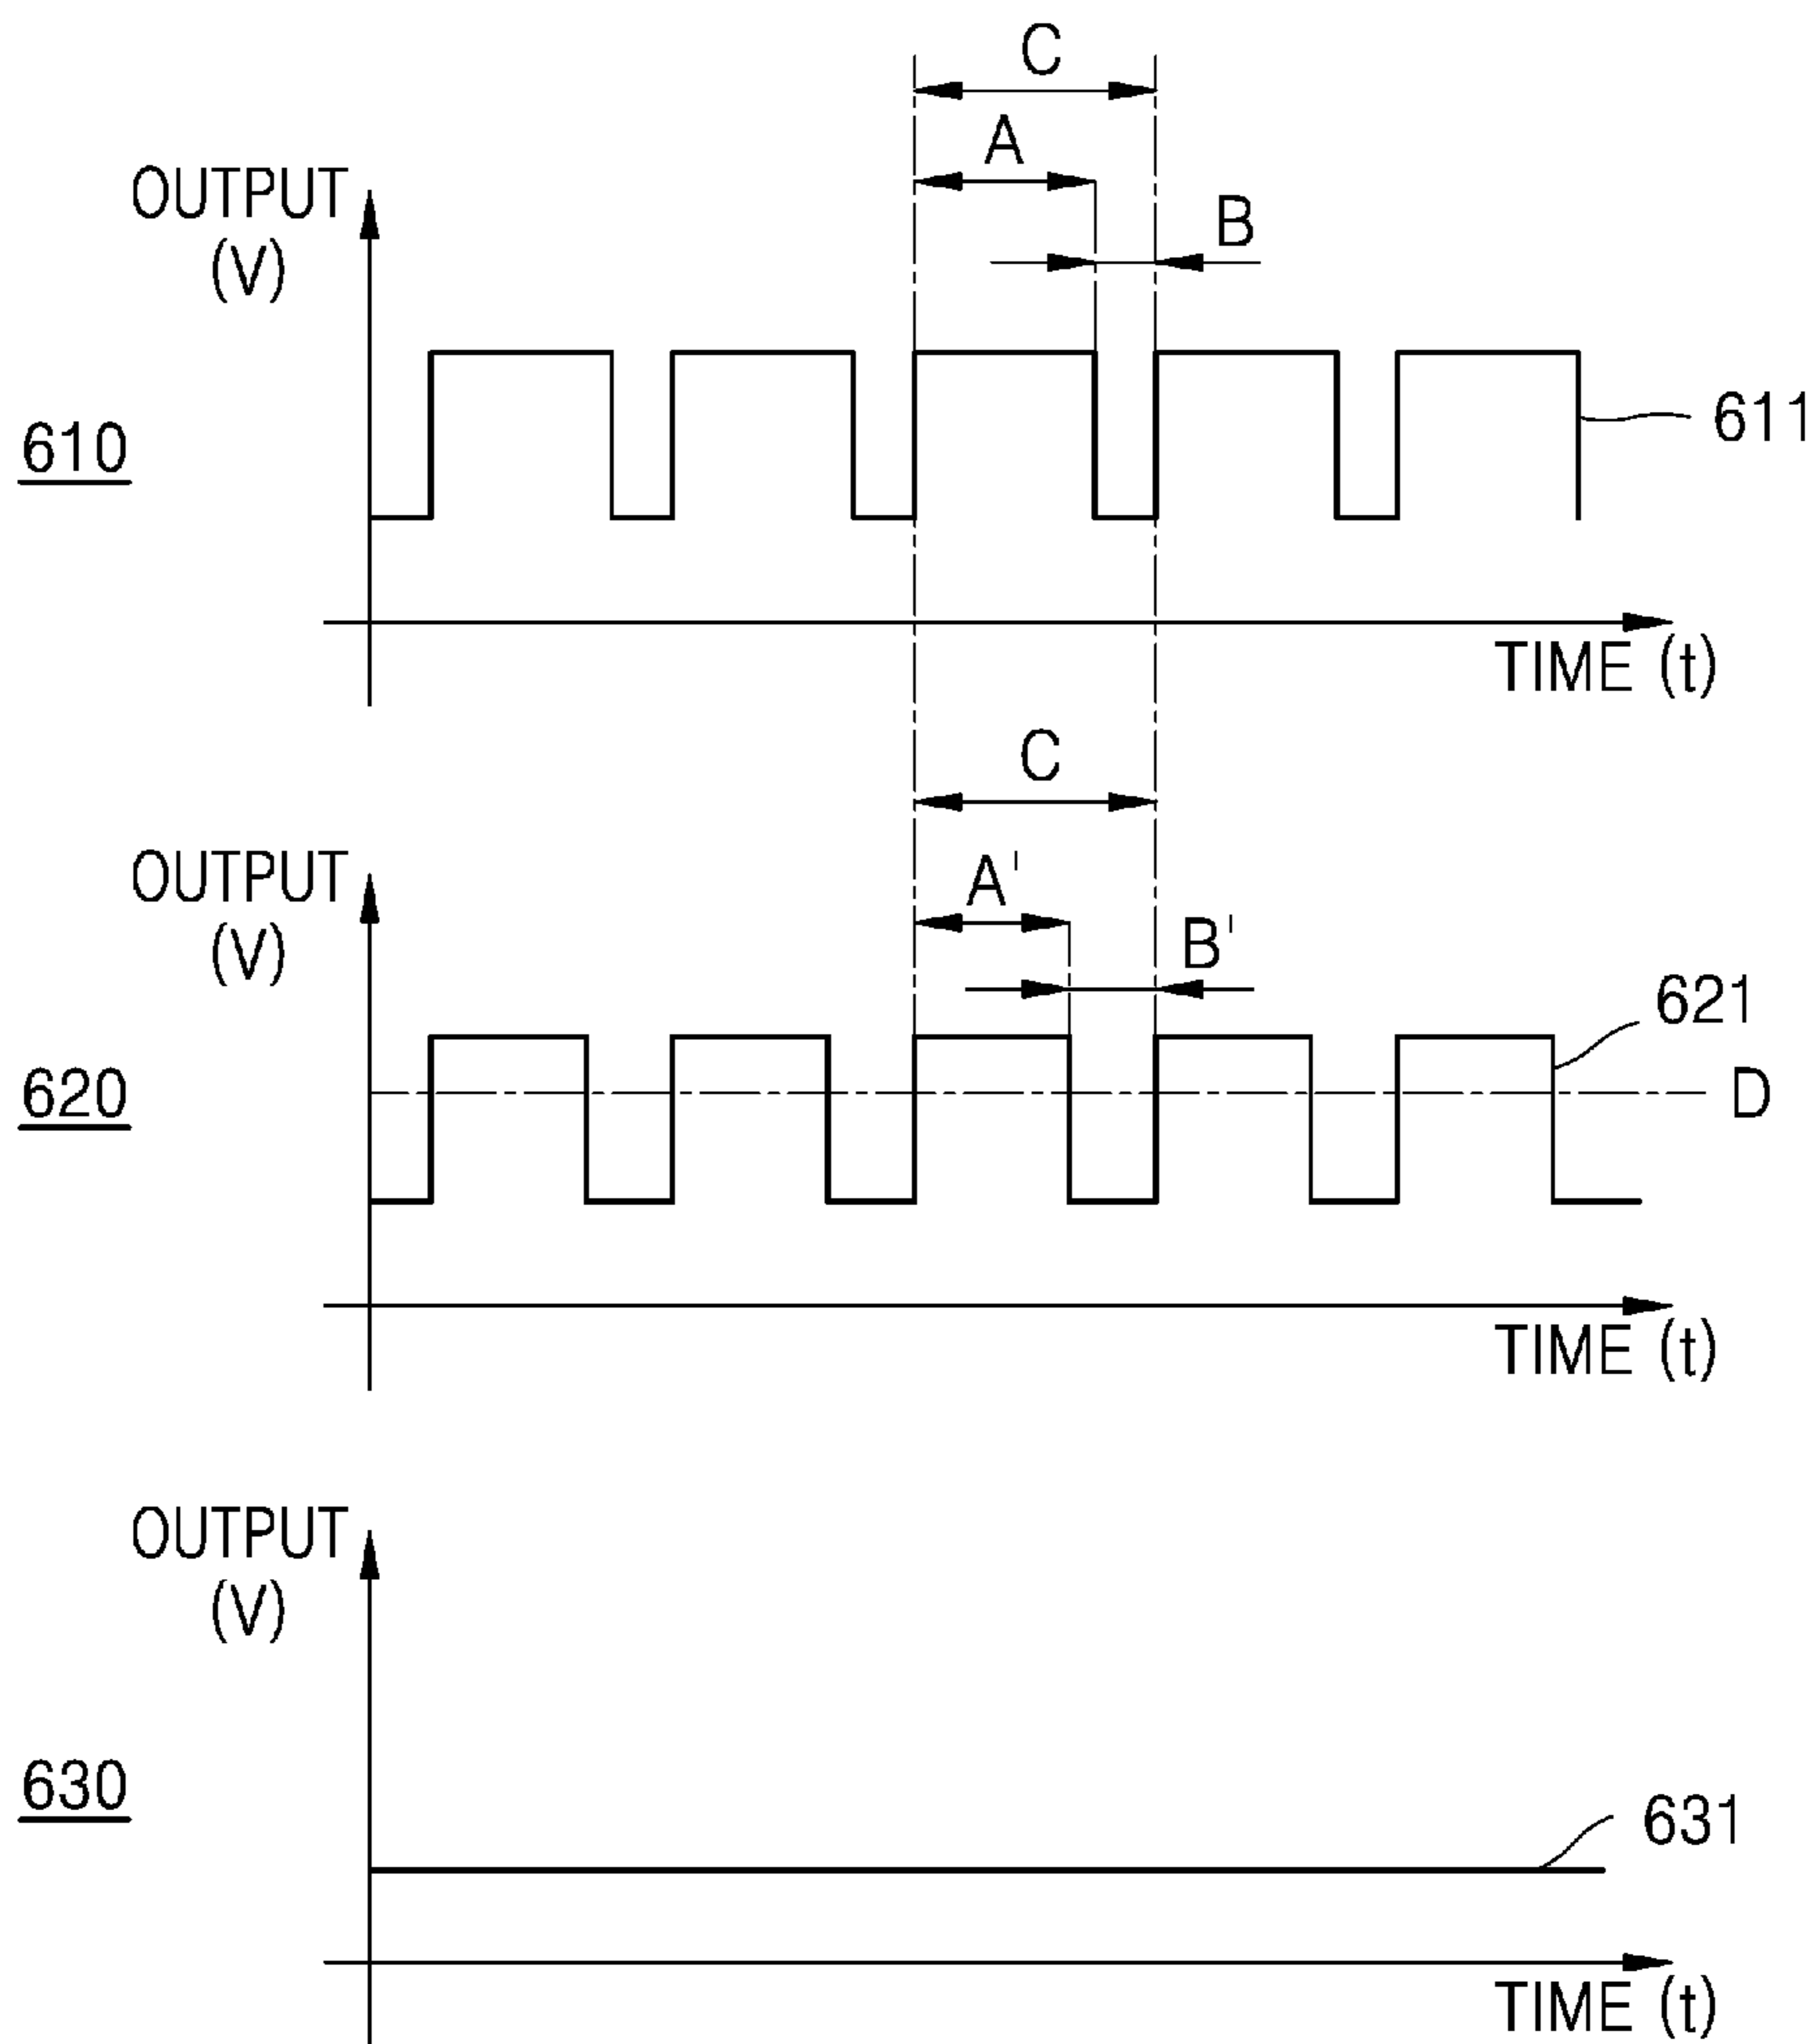 C
A
B
OUTPUT
(V)
610
611
TIME (t)
C
A'
B'
OUTPUT
(V)
620
621
D
TIME (t)
OUTPUT
(V)
630
631
TIME (t)